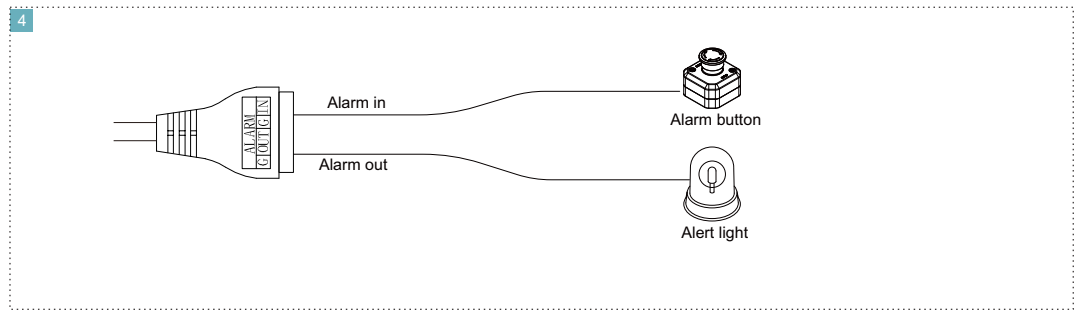 4
Alarm in
ALARM
G OUT G IN
Alarm button
Alarm out
Alert light